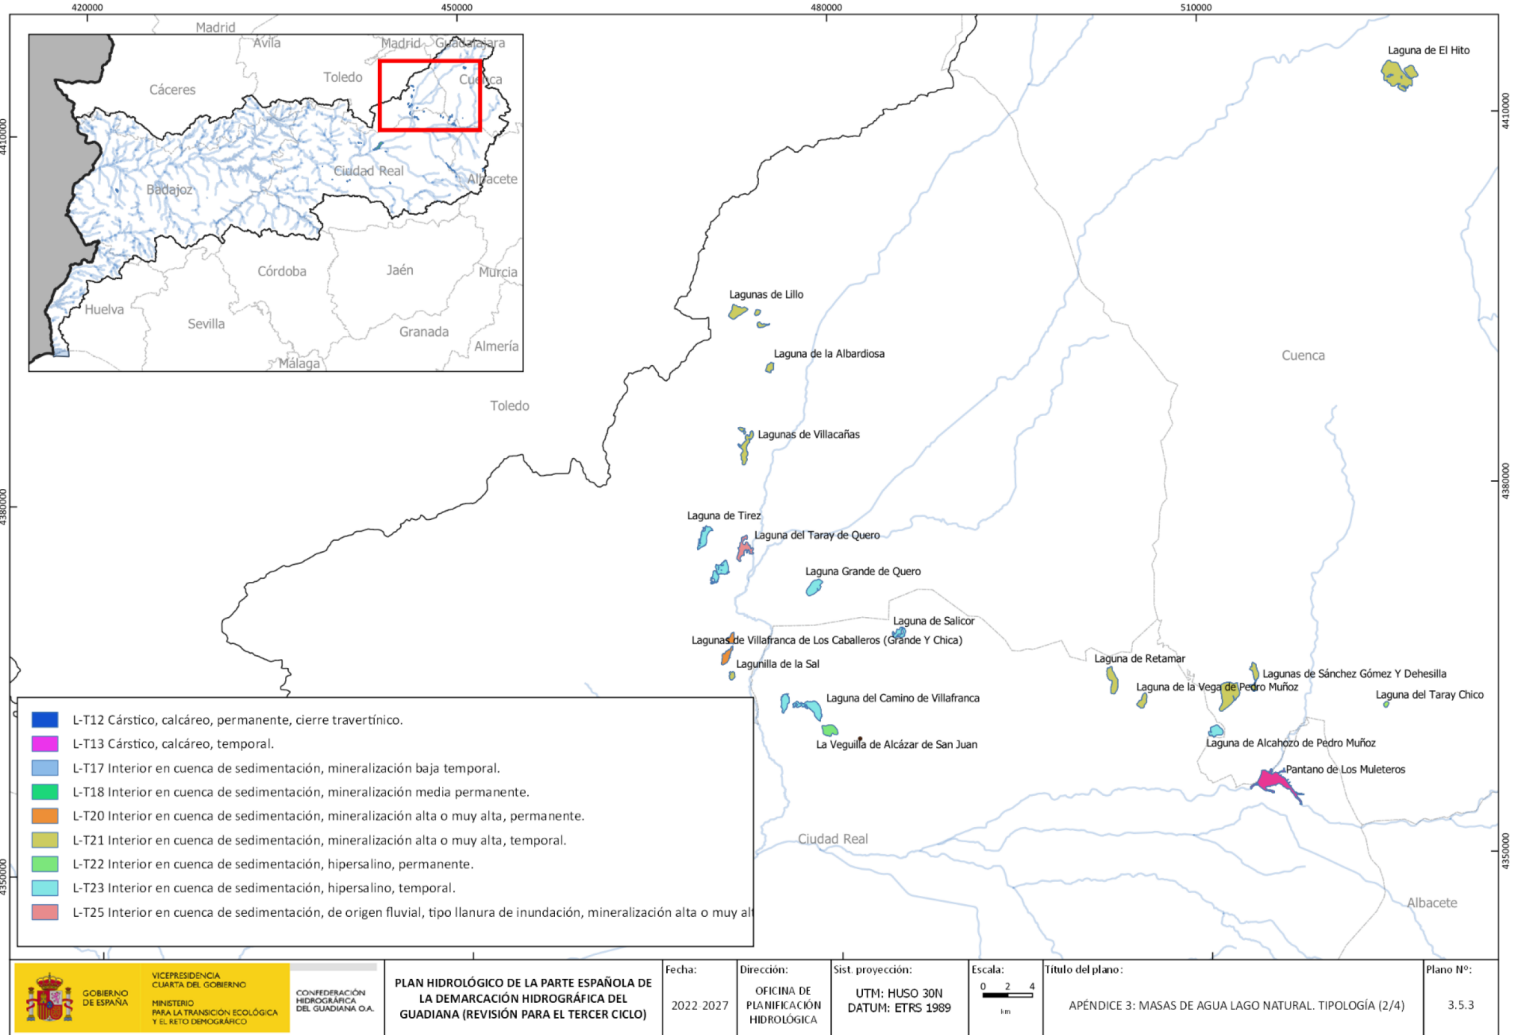 420000
450000
480000
510000
4410000
4380000
4350000
4410000
4380000
4350000
Madrid
Ávila
Madrid
Guadalajara
Toledo
Cuenca
Cáceres
Ciudad Real
Badajoz
Albacete
Córdoba
Jaén
Murcia
Huelva
Sevilla
Granada
Almería
Málaga
Laguna de El Hito
Lagunas de Lillo
Laguna de la Albardiosa
Cuenca
Toledo
Lagunas de Villacañas
Laguna de Tirez
Laguna del Taray de Quero
Laguna Grande de Quero
Laguna de Salicor
Lagunas de Villafranca de Los Caballeros (Grande Y Chica)
Lagunilla de la Sal
Laguna de Retamar
Lagunas de Sánchez Gómez Y Dehesilla
Laguna de la Vega de Pedro Muñoz
Laguna del Taray Chico
Laguna del Camino de Villafranca
La Veguilla de Alcázar de San Juan
Laguna de Alcahozo de Pedro Muñoz
Pantano de Los Muleteros
Ciudad Real
Albacete
L-T12 Cárstico, calcáreo, permanente, cierre travertínico.
L-T13 Cárstico, calcáreo, temporal.
L-T17 Interior en cuenca de sedimentación, mineralización baja temporal.
L-T18 Interior en cuenca de sedimentación, mineralización media permanente.
L-T20 Interior en cuenca de sedimentación, mineralización alta o muy alta, permanente.
L-T21 Interior en cuenca de sedimentación, mineralización alta o muy alta, temporal.
L-T22 Interior en cuenca de sedimentación, hipersalino, permanente.
L-T23 Interior en cuenca de sedimentación, hipersalino, temporal.
L-T25 Interior en cuenca de sedimentación, de origen fluvial, tipo llanura de inundación, mineralización alta o muy alt
GOBIERNO
DE ESPAÑA
VICEPRESIDENCIA
CUARTA DEL GOBIERNO
MINISTERIO
PARA LA TRANSICIÓN ECOLÓGICA
Y EL RETO DEMOGRÁFICO
CONFEDERACIÓN
HIDROGRÁFICA
DEL GUADIANA O.A.
PLAN HIDROLÓGICO DE LA PARTE ESPAÑOLA DE
LA DEMARCACIÓN HIDROGRÁFICA DEL
GUADIANA (REVISIÓN PARA EL TERCER CICLO)
Fecha:
2022 2027
Dirección:
OFICINA DE
PLANIFICACIÓN
HIDROLÓGICA
Sist. proyección:
UTM: HUSO 30N
DATUM: ETRS 1989
Escala:
0 2 4
km
Título del plano:
APÉNDICE 3: MASAS DE AGUA LAGO NATURAL. TIPOLOGÍA (2/4)
Plano Nº:
3.5.3